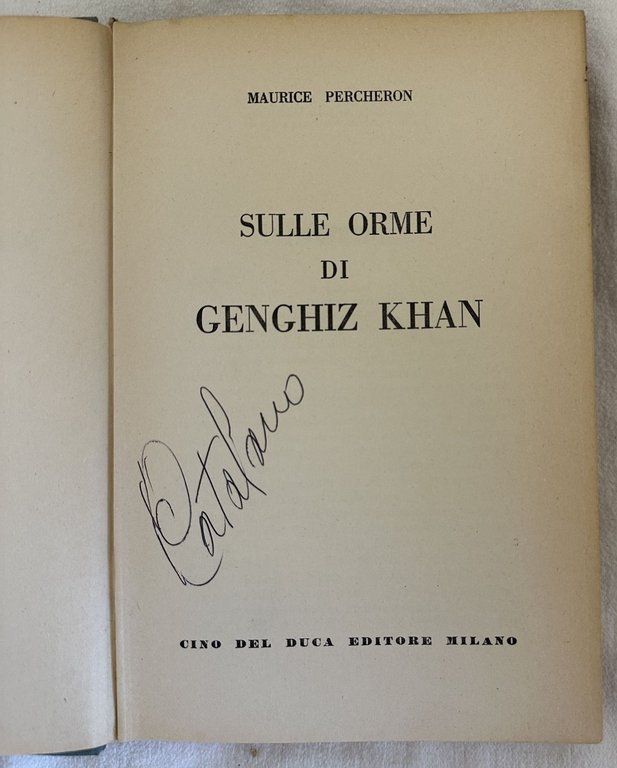 MAURICE PERCHERON
SULLE ORME
DI
GENGHIZ KHAN
Catalano
CINO DEL DUCA EDITORE MILANO